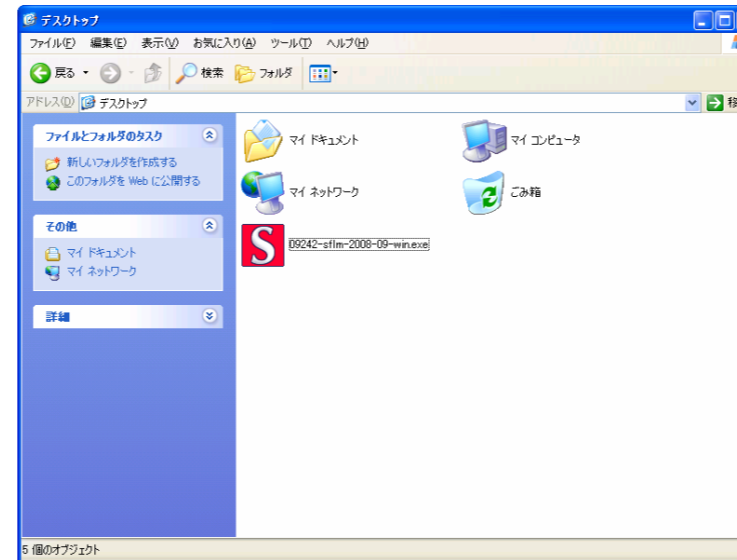 デスクトップ
ファイル(F) 編集(E) 表示(V) お気に入り(A) ツール(T) ヘルプ(H)
戻る 検索 フォルダ
アドレス(D) デスクトップ 移
ファイルとフォルダのタスク
新しいフォルダを作成する
このフォルダを Web に公開する
その他
マイ ドキュメント
マイ ネットワーク
詳細
マイ ドキュメント
マイ コンピュータ
マイ ネットワーク
ごみ箱
S
09242-sflm-2008-09-win.exe
5 個のオブジェクト